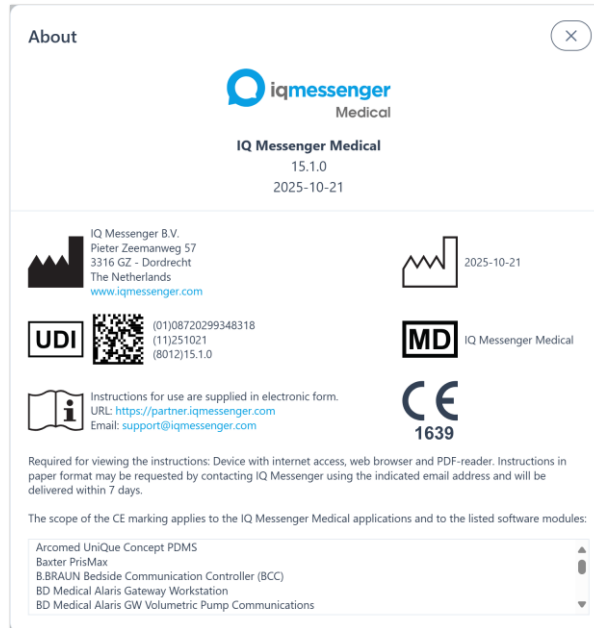 About
iqmessenger
Medical
IQ Messenger Medical
15.1.0
2025-10-21
IQ Messenger B.V.
Pieter Zeemanweg 57
3316 GZ - Dordrecht
The Netherlands
www.iqmessenger.com
2025-10-21
UDI
(01)08720299348318
(11)251021
(8012)15.1.0
MD
IQ Messenger Medical
Instructions for use are supplied in electronic form.
URL: https://partner.iqmessenger.com
Email: support@iqmessenger.com
CE
1639
Required for viewing the instructions: Device with internet access, web browser and PDF-reader. Instructions in
paper format may be requested by contacting IQ Messenger using the indicated email address and will be
delivered within 7 days.
The scope of the CE marking applies to the IQ Messenger Medical applications and to the listed software modules:
Arcomed UniQue Concept PDMS
Baxter PrisMax
B.BRAUN Bedside Communication Controller (BCC)
BD Medical Alaris Gateway Workstation
BD Medical Alaris GW Volumetric Pump Communications